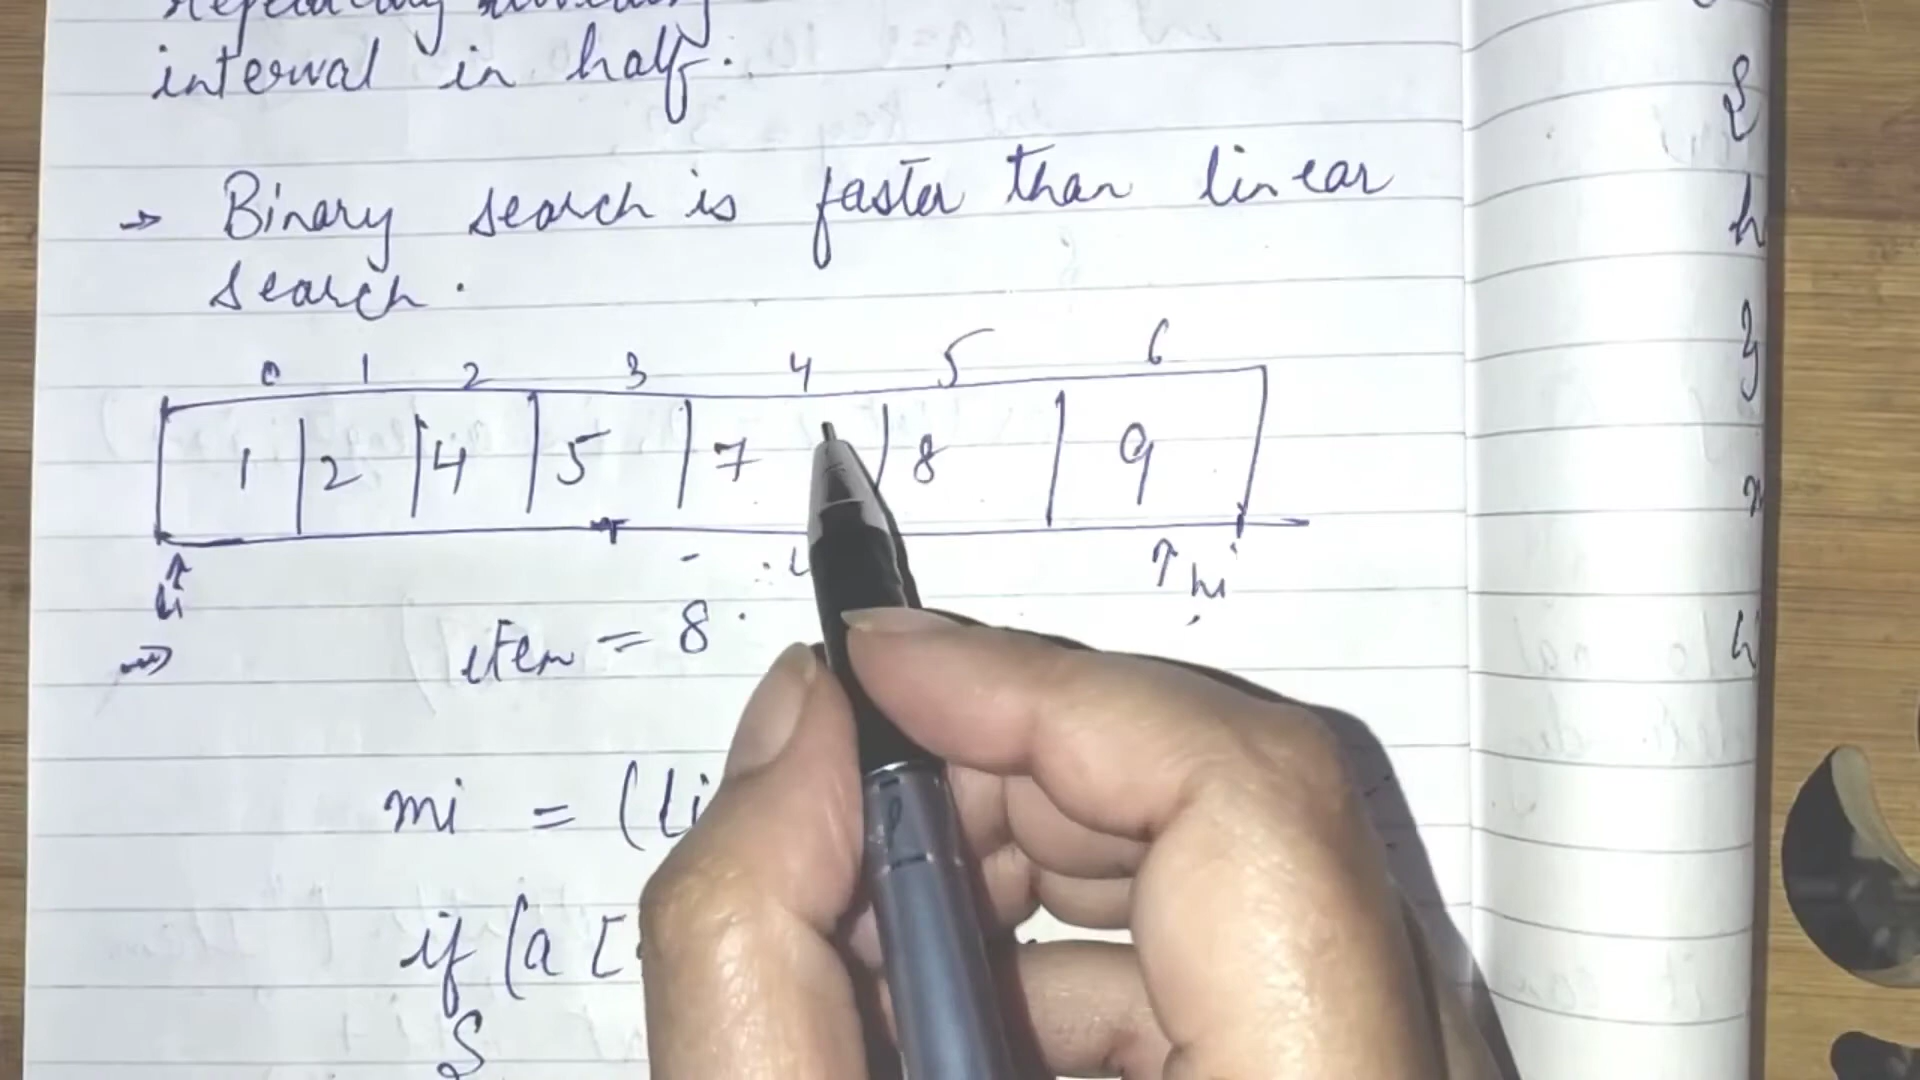 interval in half.
→ Binary search is faster than linear
search.
0 1 2 3 4 5 6
1 2 4 5 7 8 9
li hi
item = 8
mi = (li
if (a [